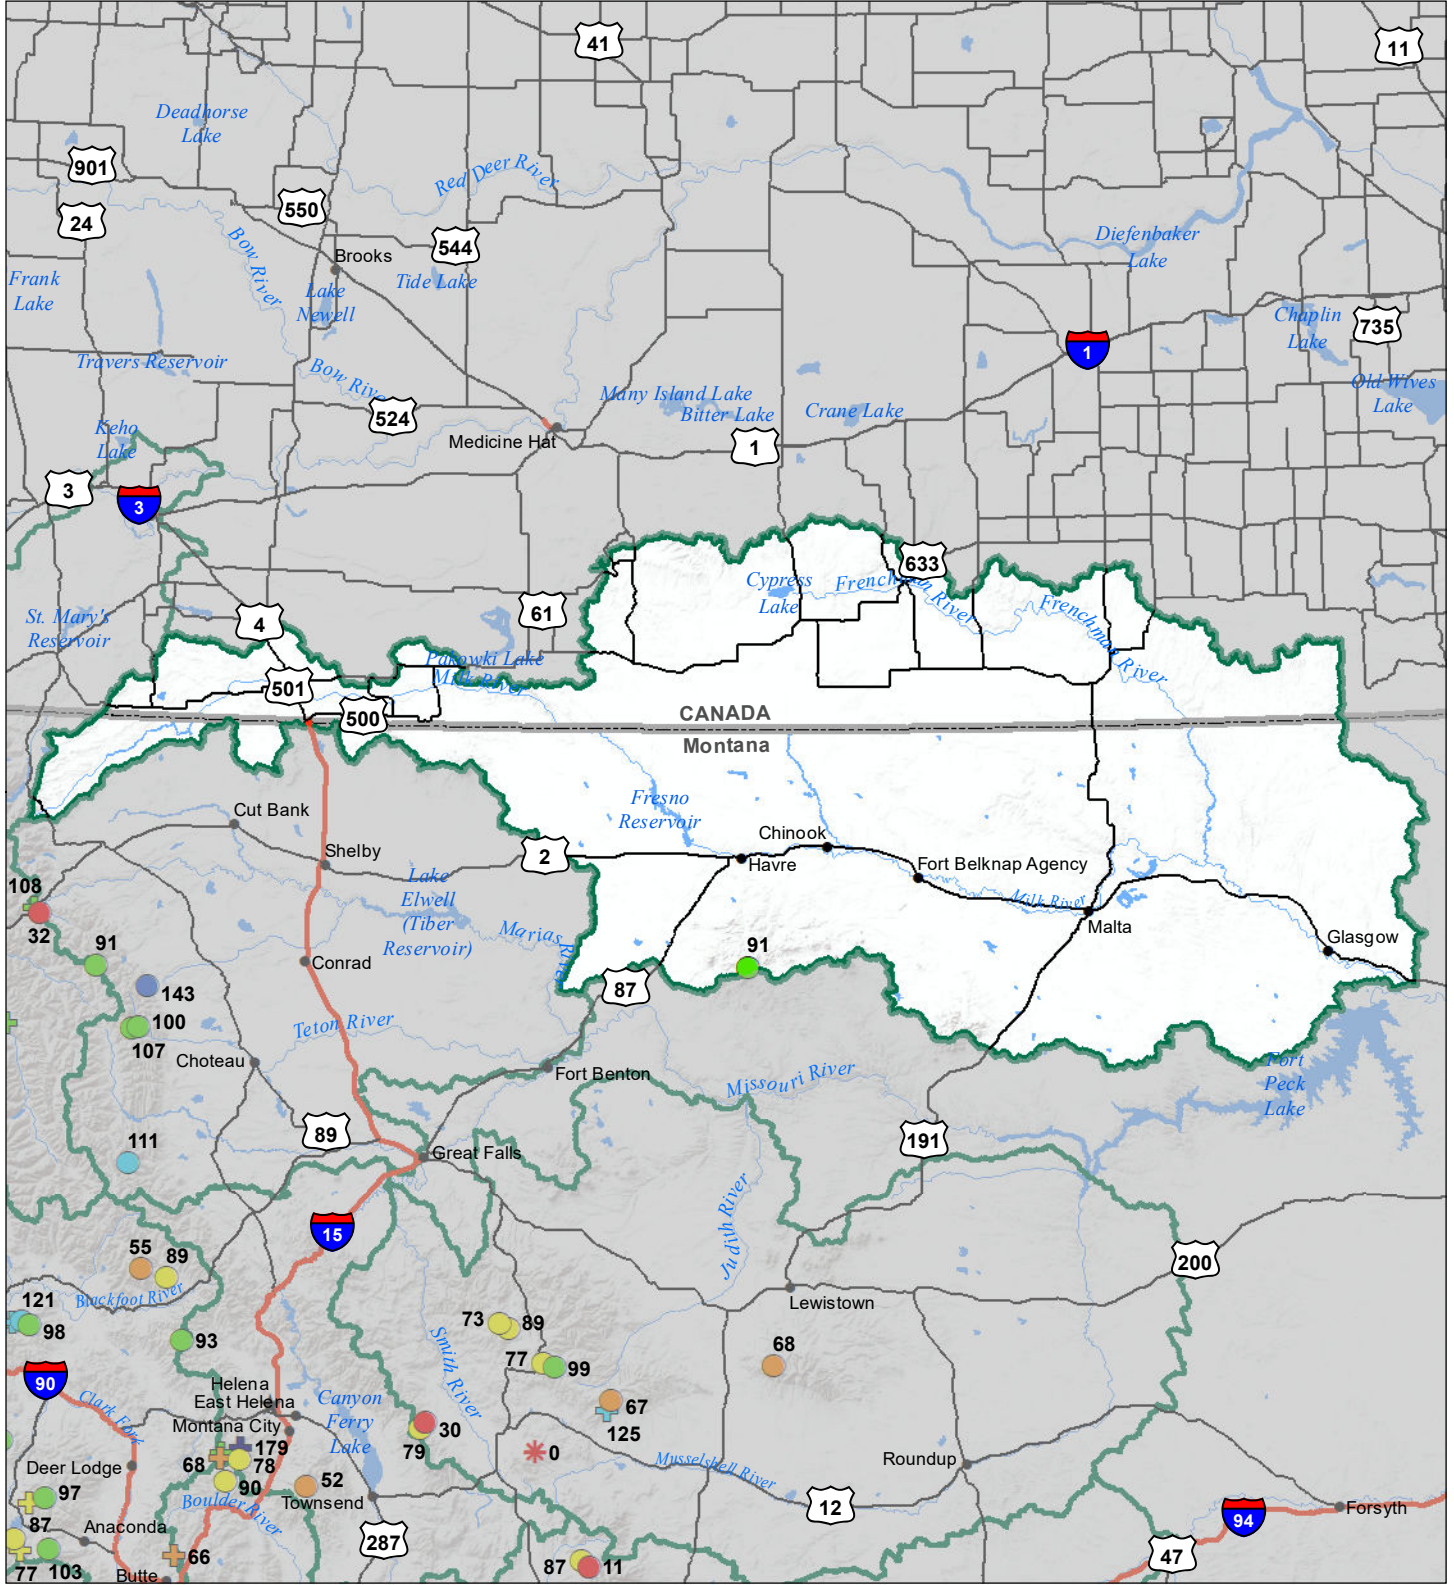 41
11
Deadhorse
Lake
901
Red Deer River
550
24
544
Bow River
Diefenbaker
Lake
Brooks
Frank
Lake
Tide Lake
Lake
Newell
Chaplin
Lake
735
1
Travers Reservoir
Bow River
Many Island Lake
Old Wives
Lake
524
Bitter Lake
Crane Lake
Keho
Lake
Medicine Hat
1
3
3
633
Cypress
Lake
Frenchman River
Frenchman River
61
St. Mary's
Reservoir
4
Pakowki Lake
Milk River
501
500
CANADA
Montana
Fresno
Reservoir
Cut Bank
Chinook
Shelby
2
Havre
Fort Belknap Agency
108
Lake
Elwell
(Tiber
Reservoir)
Milk River
32
Marias River
Malta
91
91
Glasgow
Conrad
143
87
100
107
Teton River
Choteau
Fort Benton
Missouri River
Fort
Peck
Lake
89
191
111
Great Falls
Judith River
15
55
89
200
Blackfoot River
121
98
Lewistown
73
89
93
Smith River
77
99
68
90
Helena
East Helena
Canyon
Ferry
Lake
Clark Fork
67
125
Montana City
30
79
179
78
68
0
Deer Lodge
90
52
Musselshell River
Roundup
97
Boulder River
Townsend
12
Forsyth
87
Anaconda
287
94
66
47
77
103
Butte
87
11